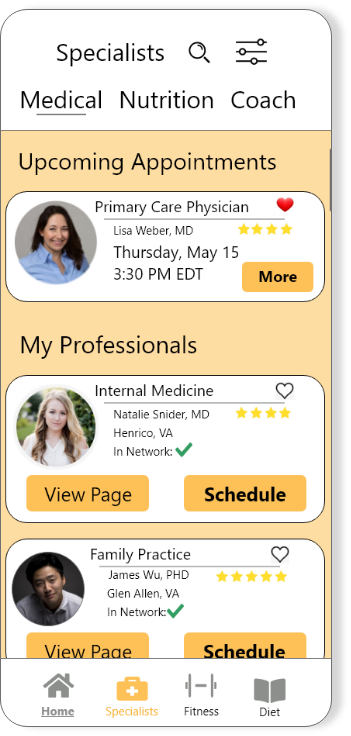 Specialists
Medical Nutrition Coach
Upcoming Appointments
Primary Care Physician
Lisa Weber, MD
Thursday, May 15
3:30 PM EDT
More
My Professionals
Internal Medicine
Natalie Snider, MD
Henrico, VA
In Network:
View Page Schedule
Family Practice
James Wu, PHD
Glen Allen, VA
In Network:
View Page Schedule
Home Specialists Fitness Diet